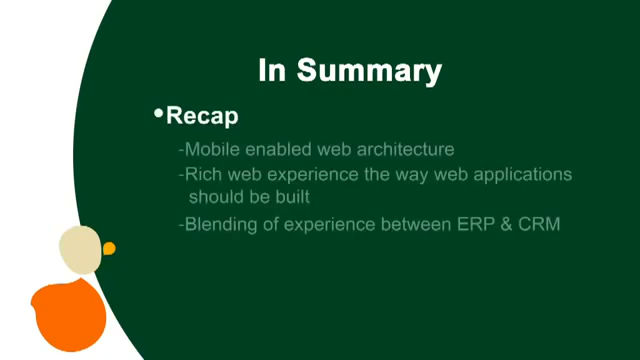 In Summary
•Recap
-Mobile enabled web architecture
-Rich web experience the way web applications
should be built
-Blending of experience between ERP & CRM